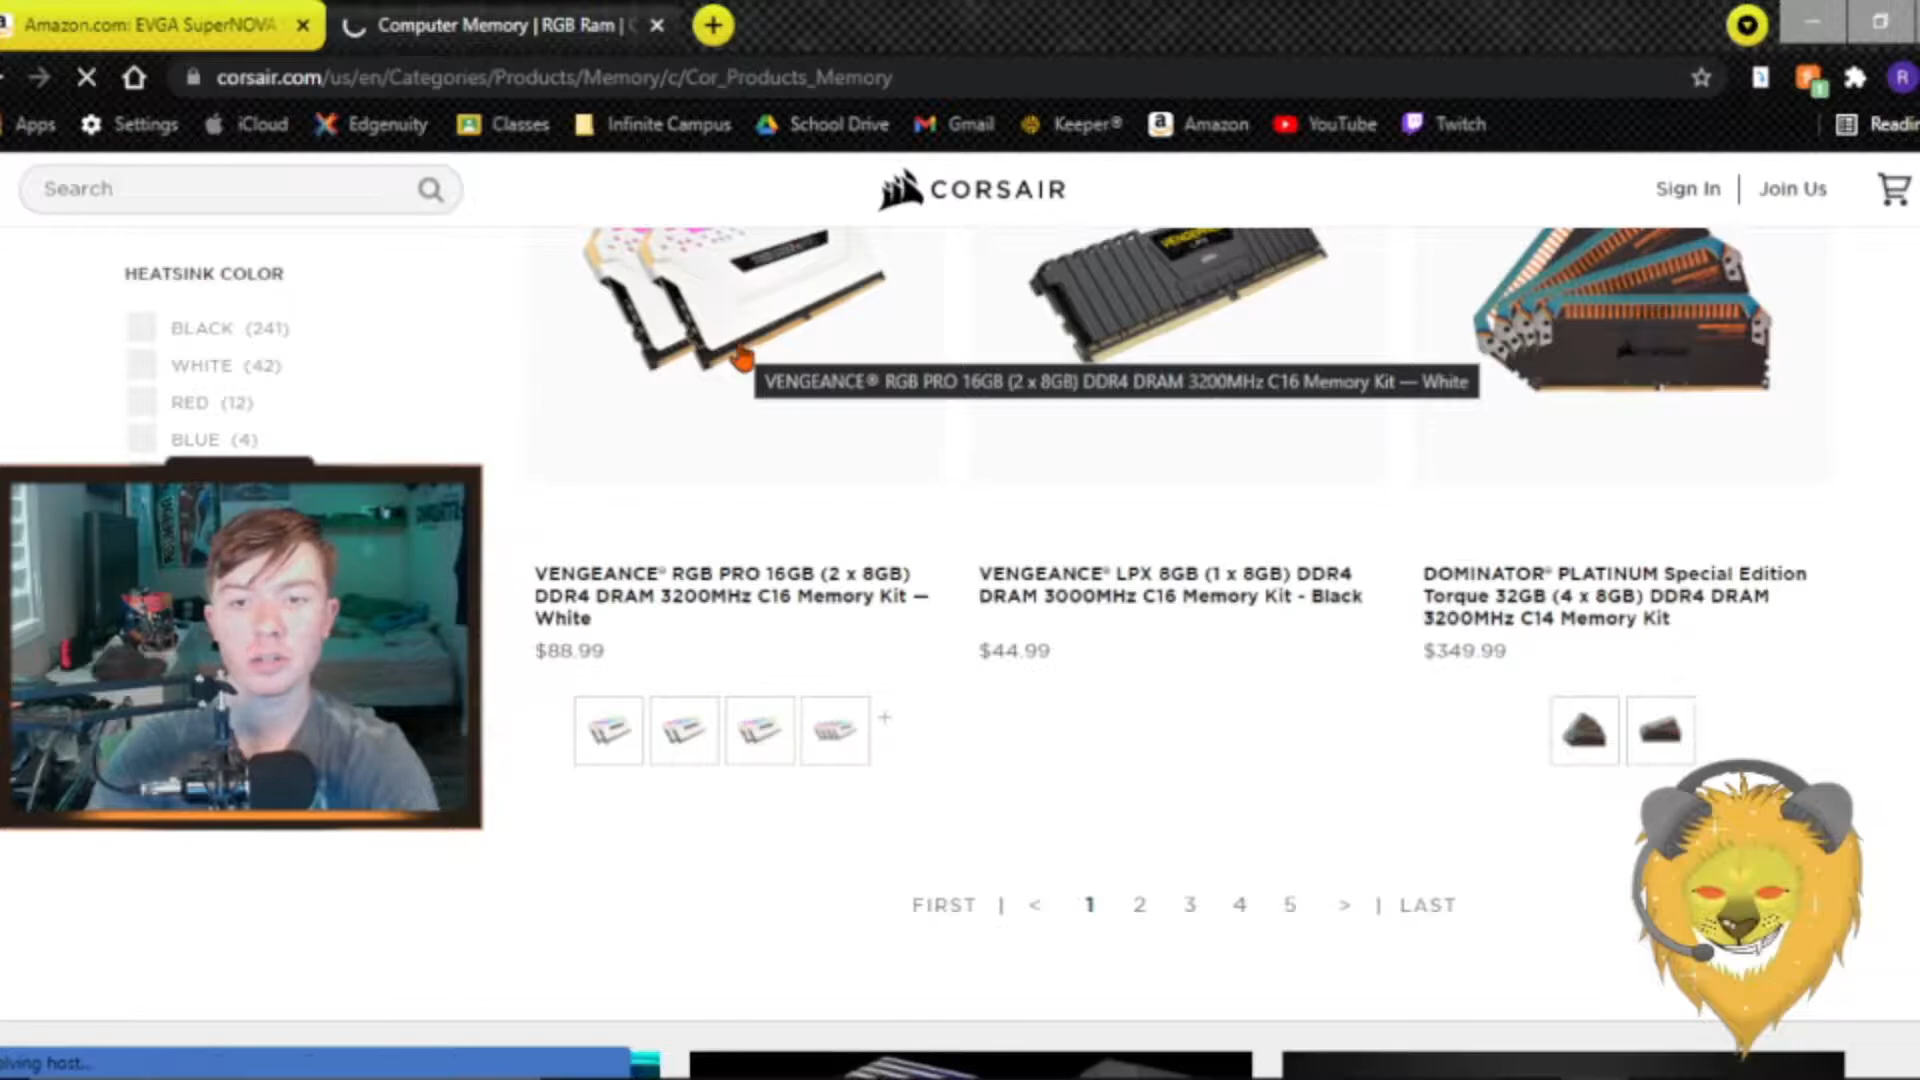 Amazon.com: EVGA SuperNOVA
Computer Memory | RGB Ram |
corsair.com/us/en/Categories/Products/Memory/c/Cor_Products_Memory
R
Apps Settings iCloud Edgenuity Classes Infinite Campus School Drive Gmail Keeper® Amazon YouTube Twitch Readin
Search
CORSAIR
Sign In | Join Us
HEATSINK COLOR
BLACK (241)
WHITE (42)
RED (12)
BLUE (4)
VENGEANCE
LPX
VENGEANCE® RGB PRO 16GB (2 x 8GB) DDR4 DRAM 3200MHz C16 Memory Kit — White
VENGEANCE® RGB PRO 16GB (2 x 8GB)
DDR4 DRAM 3200MHz C16 Memory Kit —
White
$88.99
VENGEANCE® LPX 8GB (1 x 8GB) DDR4
DRAM 3000MHz C16 Memory Kit - Black
$44.99
DOMINATOR® PLATINUM Special Edition
Torque 32GB (4 x 8GB) DDR4 DRAM
3200MHz C14 Memory Kit
$349.99
+
FIRST | < 1 2 3 4 5 > | LAST
olving host...